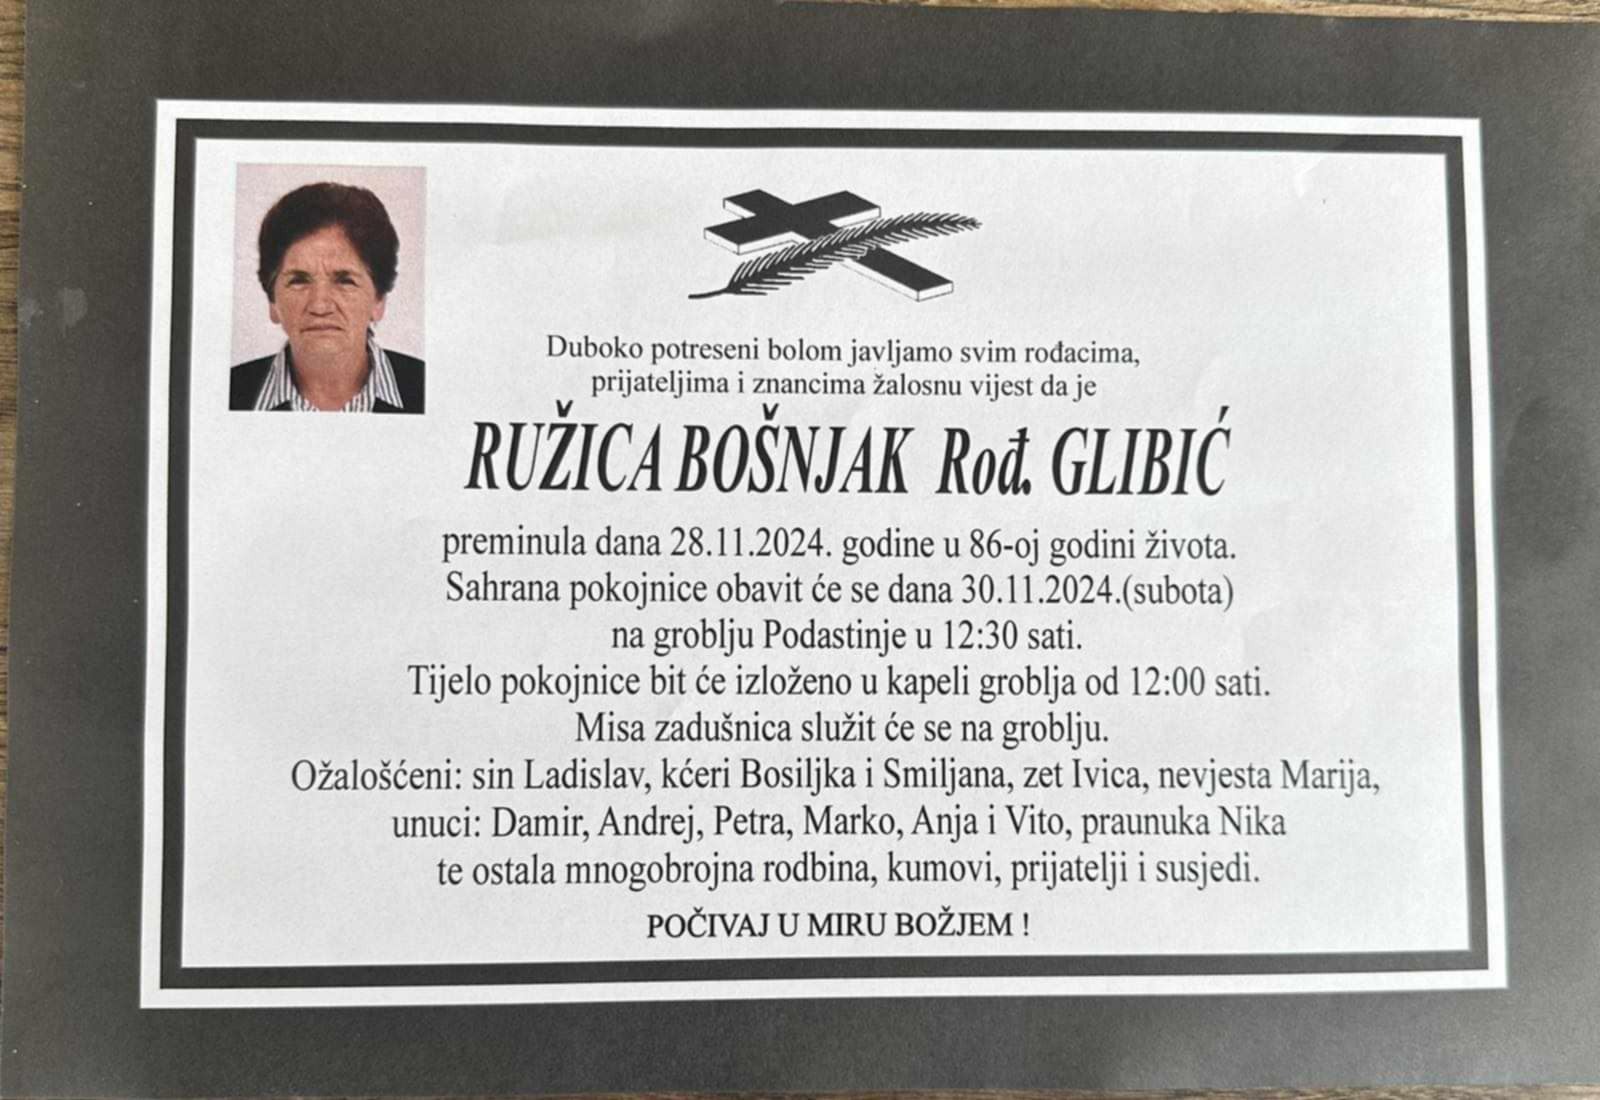 Duboko potreseni bolom javljamo svim rođacima,
prijateljima i znancima žalosnu vijest da je
RUŽICA BOŠNJAK Rođ. GLIBIĆ
preminula dana 28.11.2024. godine u 86-oj godini života.
Sahrana pokojnice obavit će se dana 30.11.2024.(subota)
na groblju Podastinje u 12:30 sati.
Tijelo pokojnice bit će izloženo u kapeli groblja od 12:00 sati.
Misa zadušnica služit će se na groblju.
Ožalošćeni: sin Ladislav, kćeri Bosiljka i Smiljana, zet Ivica, nevjesta Marija,
unuci: Damir, Andrej, Petra, Marko, Anja i Vito, praunuka Nika
te ostala mnogobrojna rodbina, kumovi, prijatelji i susjedi.
POČIVAJ U MIRU BOŽJEM !